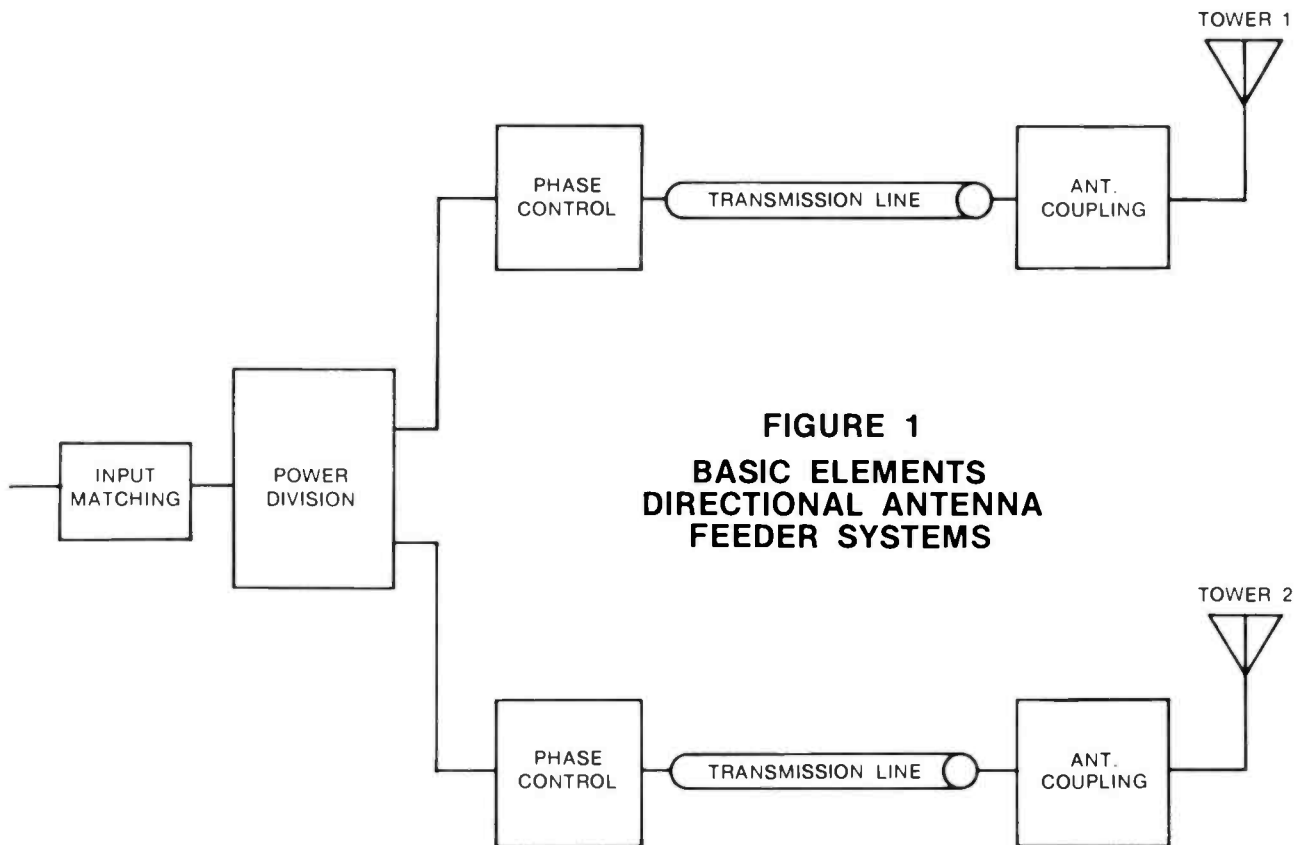 TOWER 1
PHASE
CONTROL
TRANSMISSION LINE
ANT.
COUPLING
INPUT
MATCHING
POWER
DIVISION
FIGURE 1
BASIC ELEMENTS
DIRECTIONAL ANTENNA
FEEDER SYSTEMS
TOWER 2
PHASE
CONTROL
TRANSMISSION LINE
ANT.
COUPLING